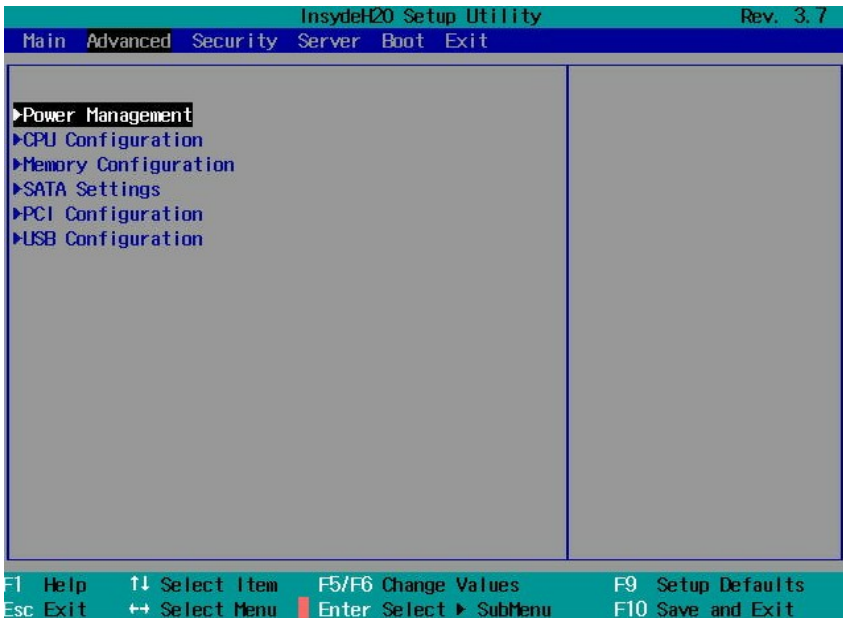 InsydeH2O Setup Utility Rev. 3.7
Main Advanced Security Server Boot Exit
▶Power Management
▶CPU Configuration
▶Memory Configuration
▶SATA Settings
▶PCI Configuration
▶USB Configuration
F1 Help ↑↓ Select Item F5/F6 Change Values F9 Setup Defaults
Esc Exit ↔ Select Menu Enter Select ▶ SubMenu F10 Save and Exit